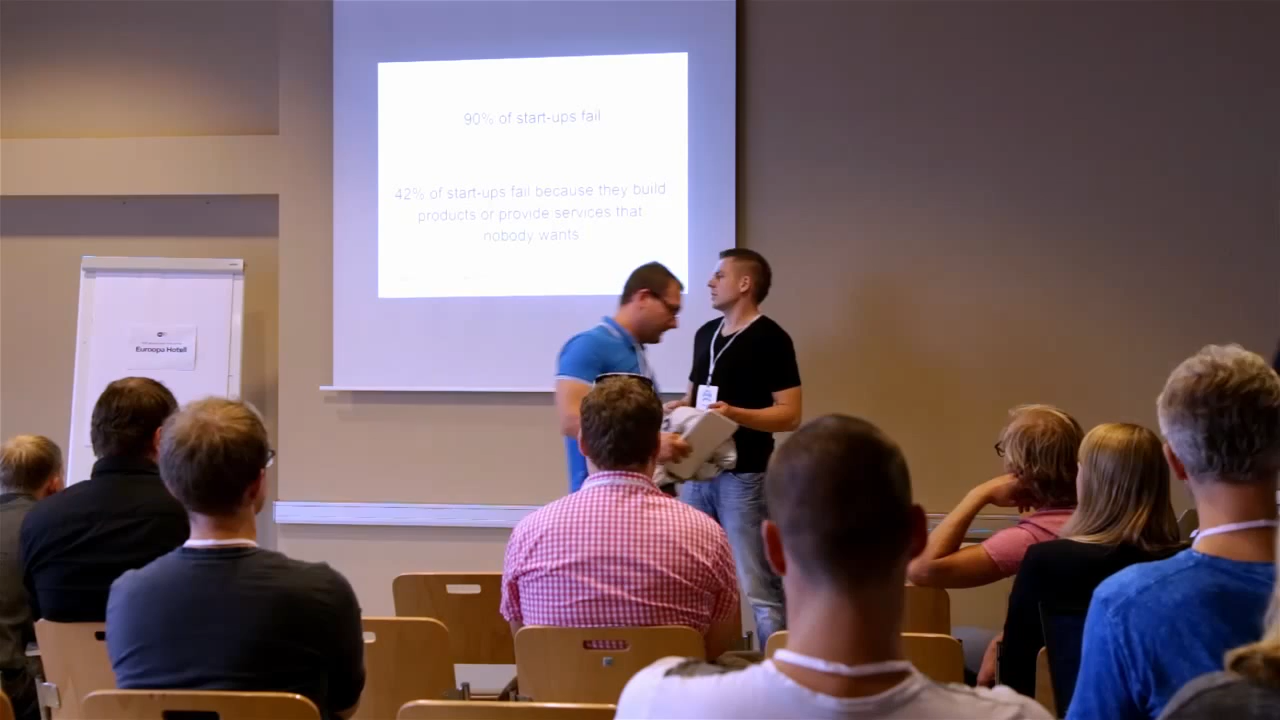 90% of start-ups fail
42% of start-ups fail because they build
products or provide services that
nobody wants
Euroopa Hotell